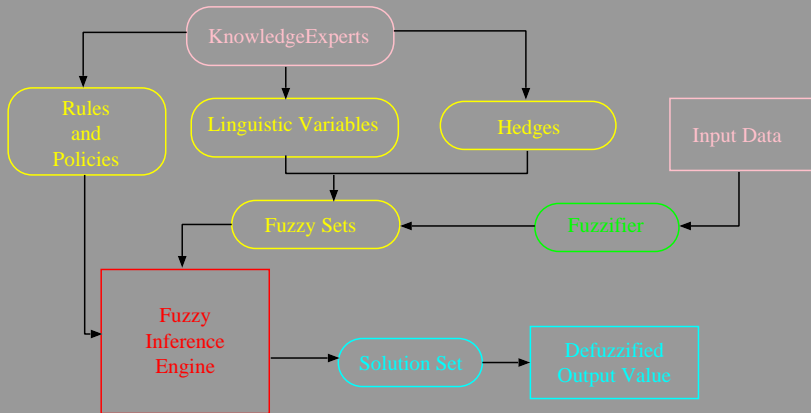 KnowledgeExperts
Rules
and
Policies
Linguistic Variables
Hedges
Input Data
Fuzzy Sets
Fuzzifier
Fuzzy
Inference
Engine
Solution Set
Defuzzified
Output Value